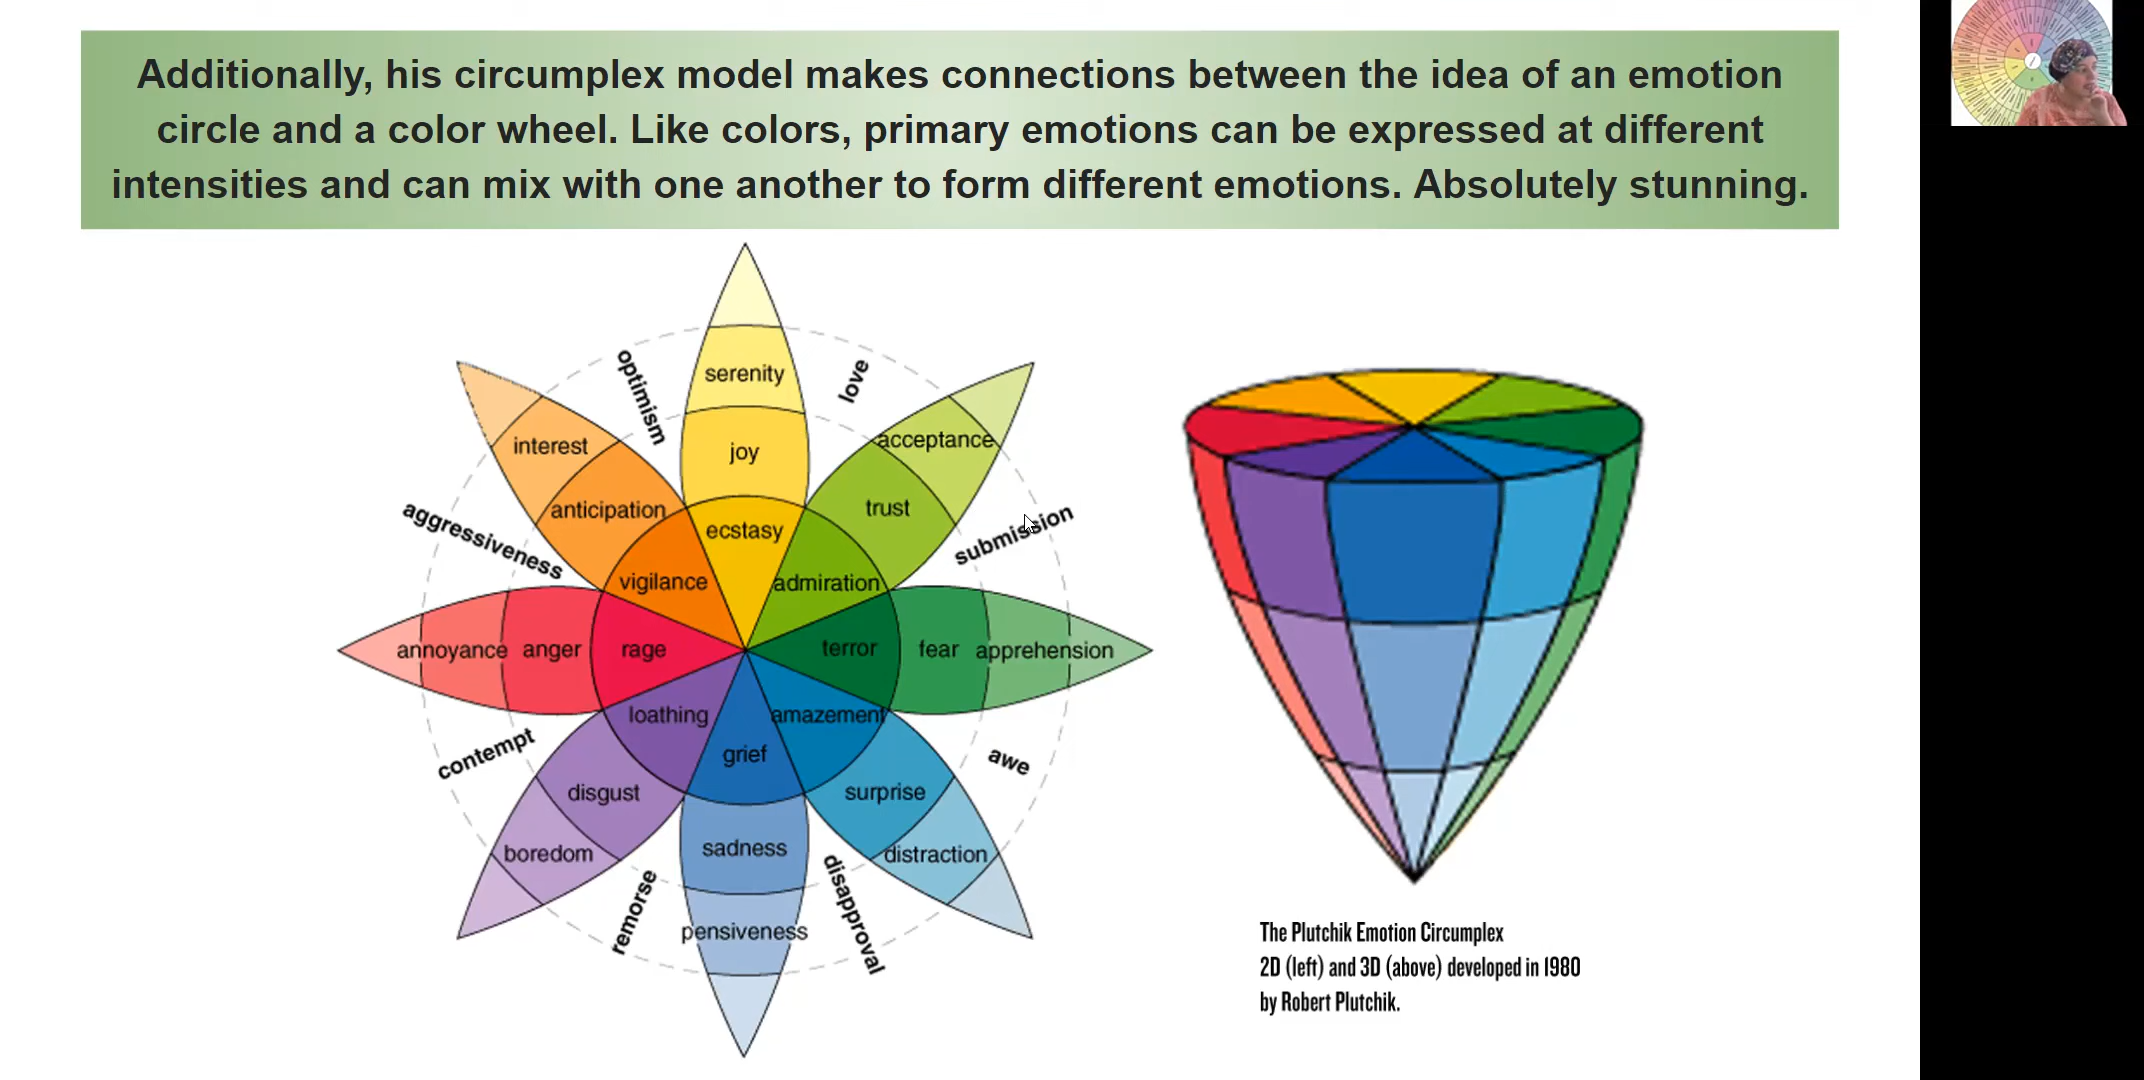 Additionally, his circumplex model makes connections between the idea of an emotion
circle and a color wheel. Like colors, primary emotions can be expressed at different
intensities and can mix with one another to form different emotions. Absolutely stunning.
optimism
serenity
love
interest
joy
acceptance
aggressiveness
anticipation
ecstasy
trust
submission
vigilance
admiration
annoyance anger rage terror fear apprehension
loathing
amazement
contempt
grief
awe
disgust
sadness
surprise
boredom
distraction
remorse
pensiveness
disapproval
The Plutchik Emotion Circumplex
2D (left) and 3D (above) developed in 1980
by Robert Plutchik.